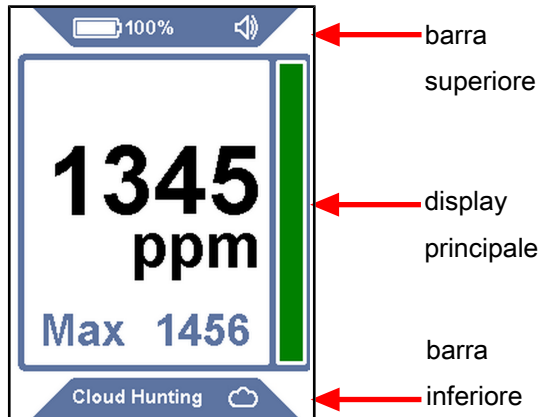 100%
barra
superiore
1345
ppm
display
principale
Max 1456
barra
Cloud Hunting
inferiore